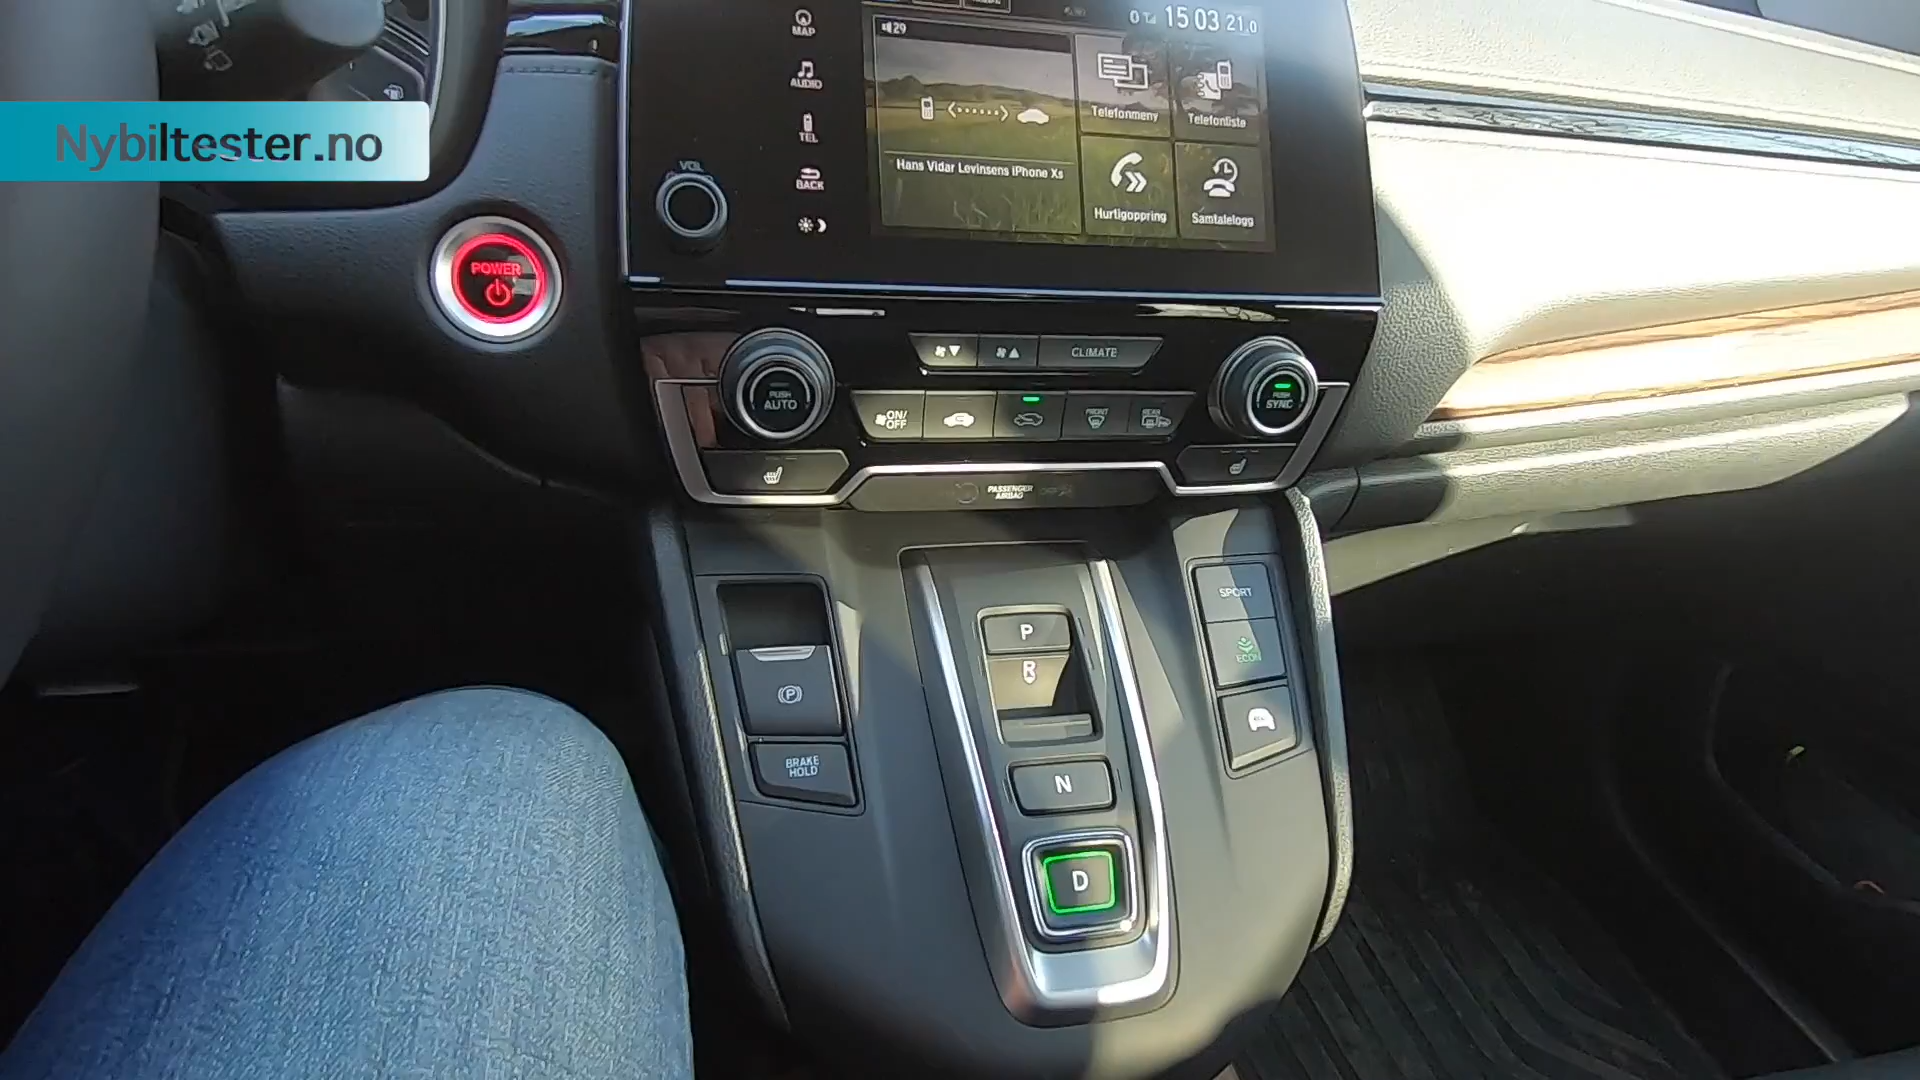 Nybiltester.no
MAP
AUDIO
TEL
BACK
VOL
29
15 03 21.0
Telefonmeny
Telefonliste
Hans Vidar Levinsens iPhone Xs
Hurtigoppring
Samtalelogg
POWER
CLIMATE
PUSH
AUTO
ON/
OFF
FRONT
REAR
PUSH
SYNC
PASSENGER
AIRBAG
P
R
N
D
BRAKE
HOLD
SPORT
ECON